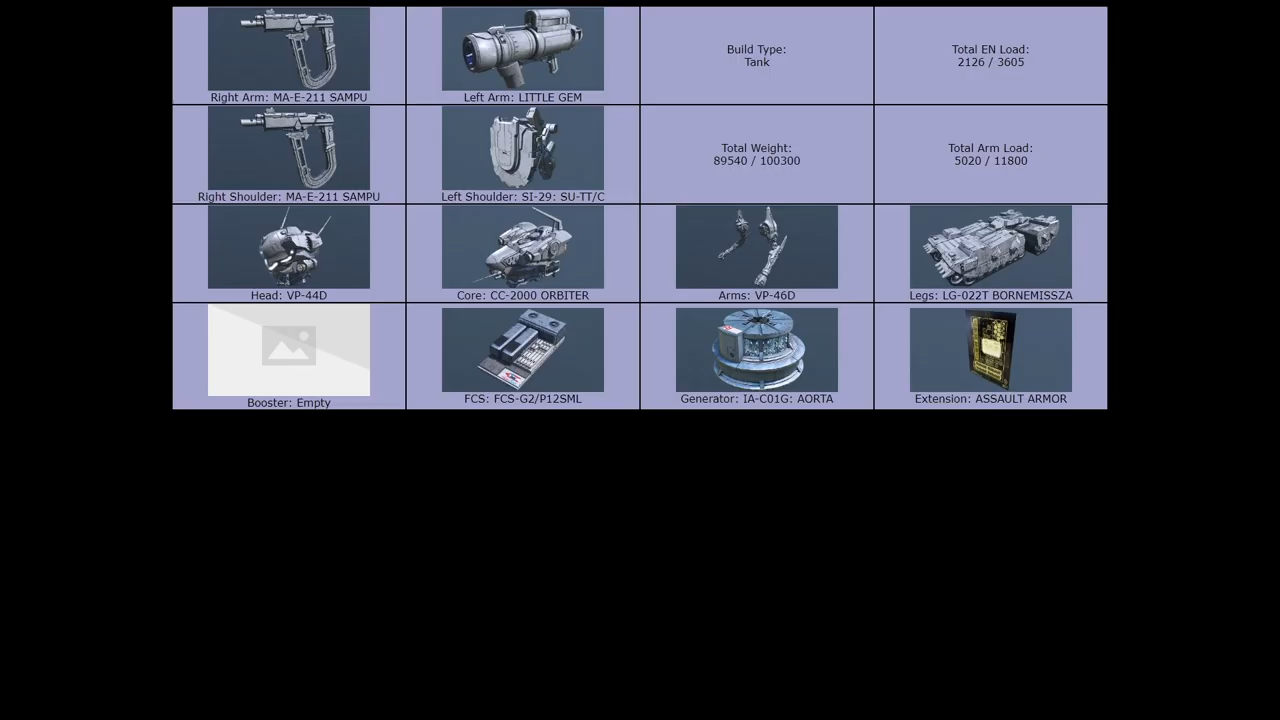 Right Arm: MA-E-211 SAMPU
Left Arm: LITTLE GEM
Build Type:
Tank
Total EN Load:
2126 / 3605
Right Shoulder: MA-E-211 SAMPU
Left Shoulder: SI-29: SU-TT/C
Total Weight:
89540 / 100300
Total Arm Load:
5020 / 11800
Head: VP-44D
Core: CC-2000 ORBITER
Arms: VP-46D
Legs: LG-022T BORNEMISSZA
Booster: Empty
FCS: FCS-G2/P12SML
Generator: IA-C01G: AORTA
Extension: ASSAULT ARMOR